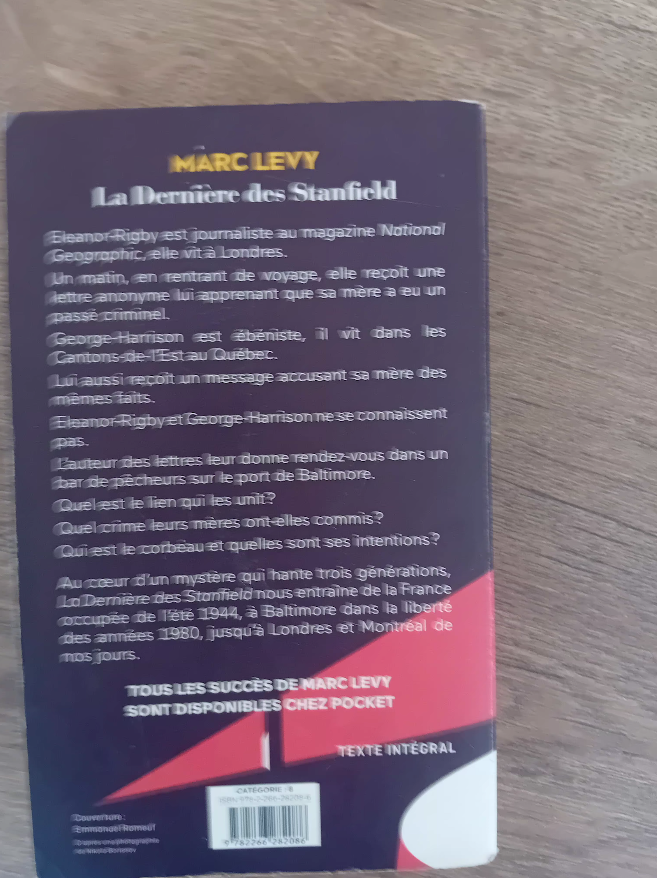 MARC LEVY
La Dernière des Stanfield
Eleanor-Rigby est journaliste au magazine National
Geographic, elle vit à Londres.
Un matin, en rentrant de voyage, elle reçoit une
lettre anonyme lui apprenant que sa mère a eu un
passé criminel.
George-Harrison est ébéniste, il vit dans les
Cantons-de-l'Est au Québec.
Lui aussi reçoit un message accusant sa mère des
mêmes faits.
Eleanor-Rigby et George-Harrison ne se connaissent
pas.
L'auteur des lettres leur donne rendez-vous dans un
bar de pêcheurs sur le port de Baltimore.
Quel est le lien qui les unit ?
Quel crime leurs mères ont-elles commis ?
Qui est le corbeau et quelles sont ses intentions ?
Au cœur d'un mystère qui hante trois générations,
La Dernière des Stanfield nous entraîne de la France
occupée de l'été 1944, à Baltimore dans la liberté
des années 1980, jusqu'à Londres et Montréal de
nos jours.
TOUS LES SUCCÈS DE MARC LEVY
SONT DISPONIBLES CHEZ POCKET
TEXTE INTÉGRAL
CATÉGORIE
Couverture :
Emmanuel Romeuf
9 782266 282086